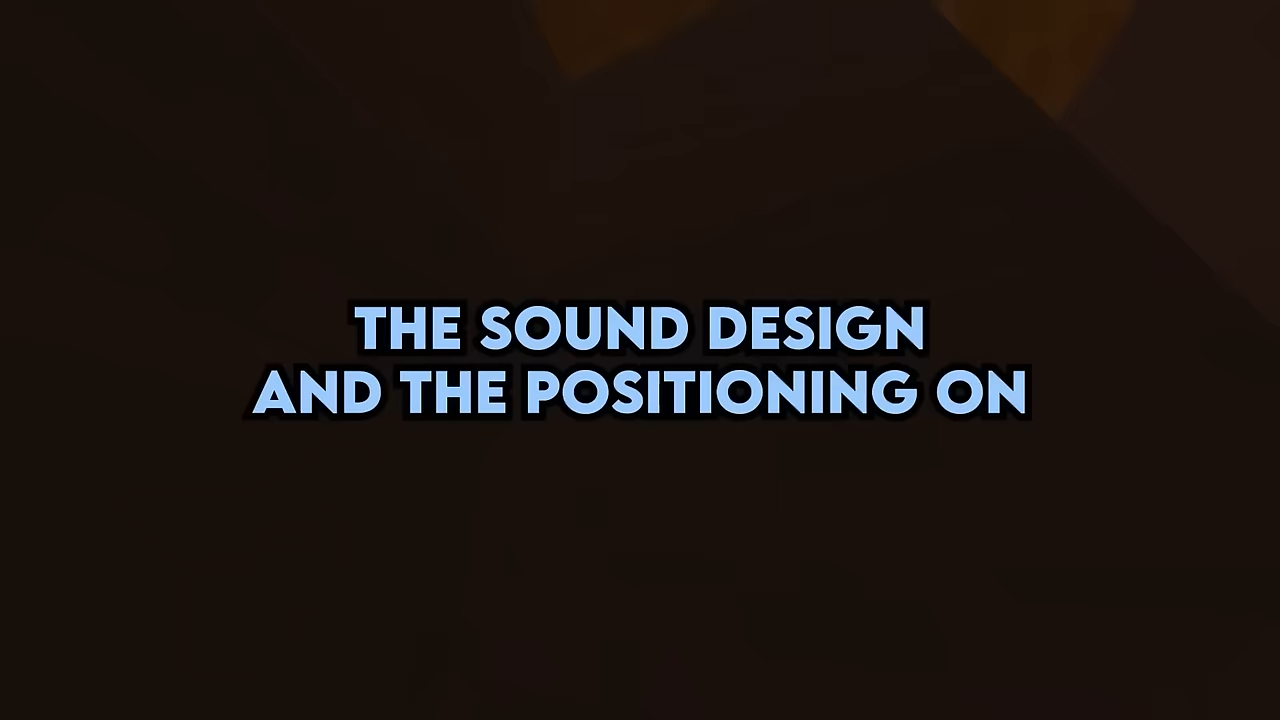 THE SOUND DESIGN
AND THE POSITIONING ON